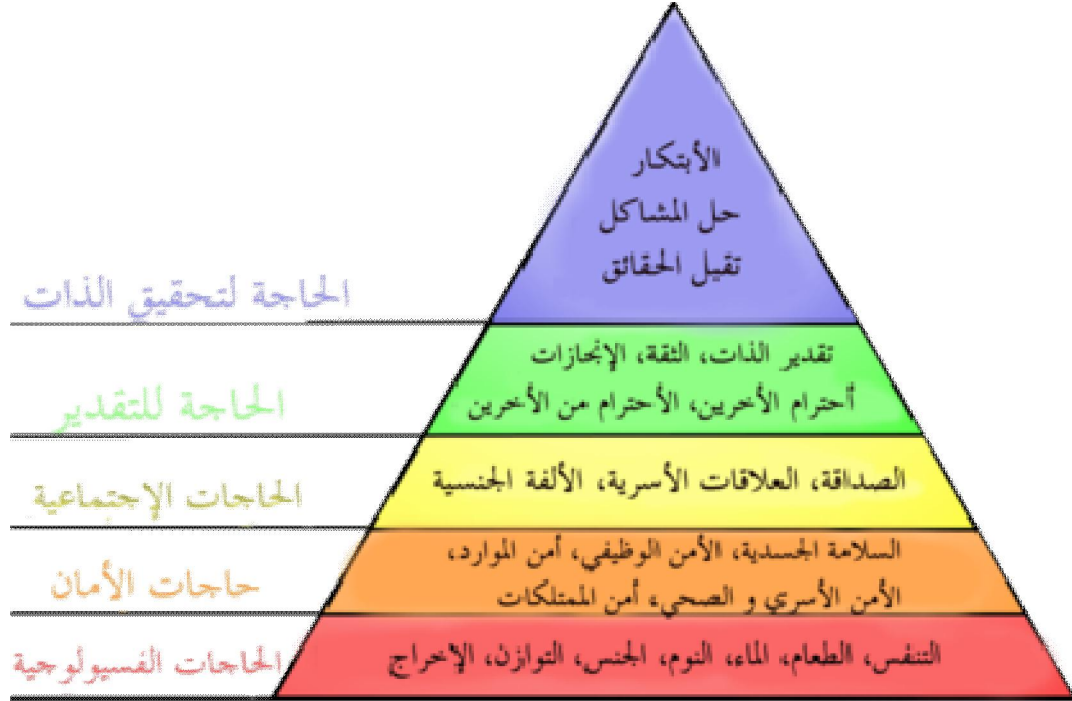 الأبتكار
حل المشاكل
تقيل الحقائق
الحاجة لتحقيق الذات
تقدير الذات، الثقة، الإنجازات
أحترام الأخرين، الأحترام من الأخرين
الحاجة للتقدير
الصداقة، العلاقات الأسرية، الألفة الجنسية
الحاجات الإجتماعية
السلامة الجسدية، الأمن الوظيفي، أمن الموارد،
الأمن الأسري و الصحي، أمن الممتلكات
حاجات الأمان
التنفس، الطعام، الماء، النوم، الجنس، التوازن، الإخراج
الحاجات الفسيولوجية